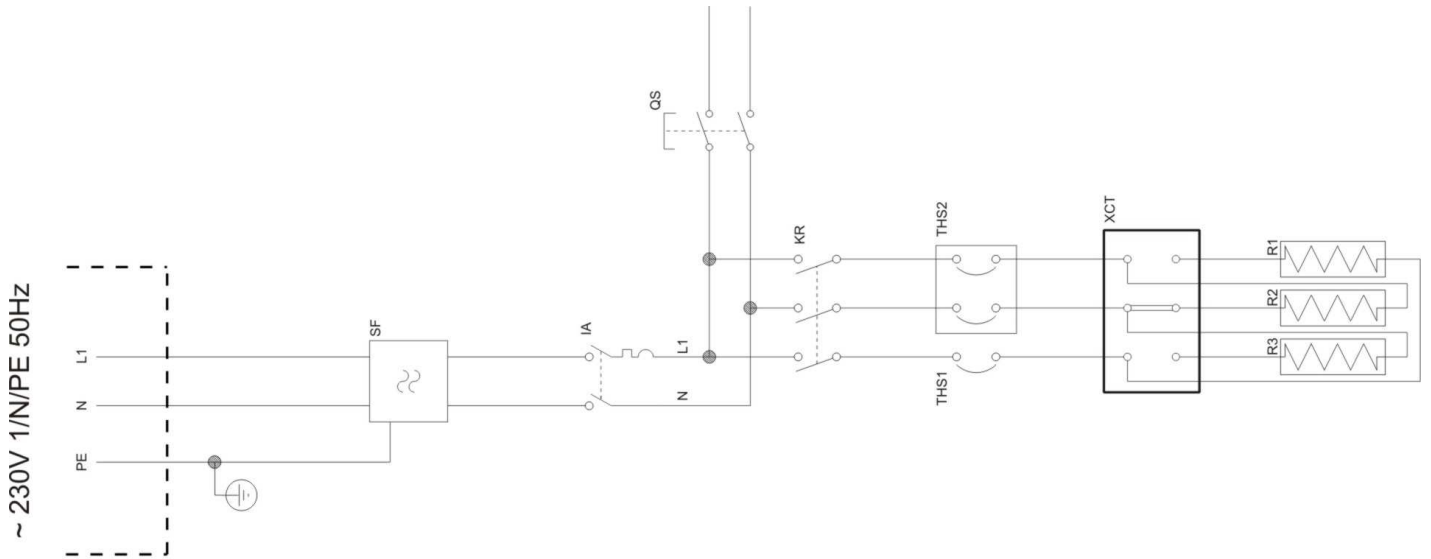 ~ 230V 1/N/PE 50Hz
L1
N
PE
SF
IA
L1
N
QS
KR
THS2
THS1
XCT
R1
R2
R3